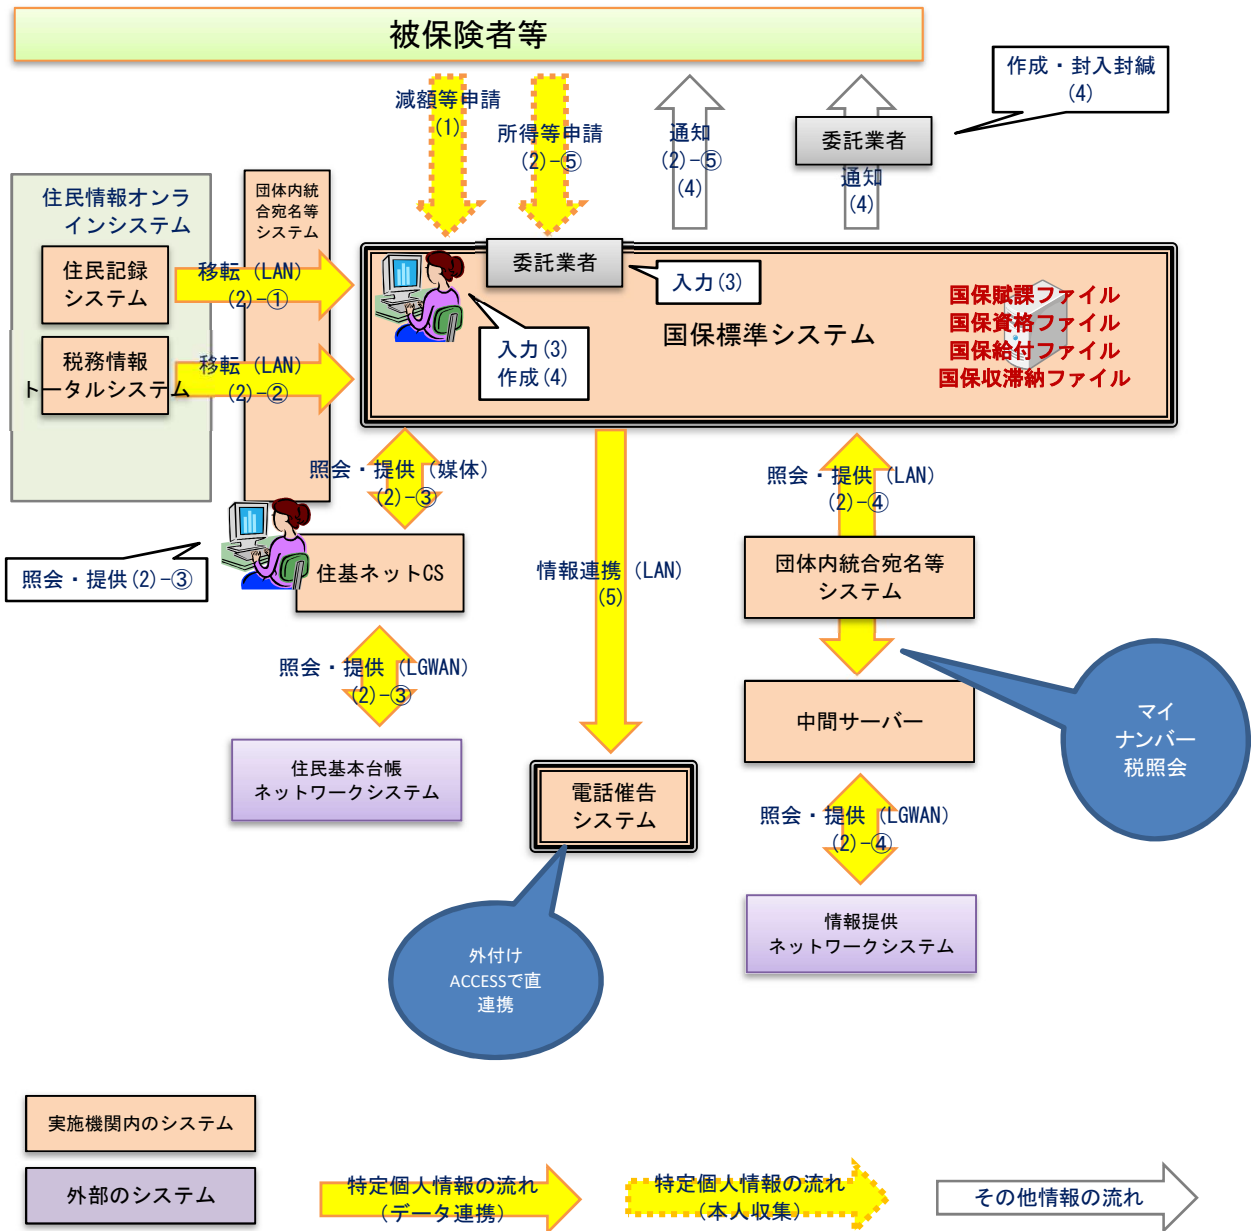 被保険者等
作成・封入封緘
(4)
減額等申請
(1)
所得等申請
(2)-⑤
通知
(2)-⑤
(4)
委託業者
通知
(4)
住民情報オンラ
インシステム
団体内統
合宛名等
システム
住民記録
システム
移転（LAN）
(2)-①
税務情報
トータルシステム
移転（LAN）
(2)-②
委託業者
入力(3)
入力(3)
作成(4)
国保標準システム
国保賦課ファイル
国保資格ファイル
国保給付ファイル
国保収滞納ファイル
照会・提供（媒体）
(2)-③
照会・提供（LAN）
(2)-④
照会・提供(2)-③
住基ネットCS
情報連携（LAN）
(5)
団体内統合宛名等
システム
照会・提供（LGWAN）
(2)-③
中間サーバー
マイ
ナンバー
税照会
住民基本台帳
ネットワークシステム
電話催告
システム
照会・提供（LGWAN）
(2)-④
情報提供
ネットワークシステム
外付け
ACCESSで直
連携
実施機関内のシステム
外部のシステム
特定個人情報の流れ
（データ連携）
特定個人情報の流れ
（本人収集）
その他情報の流れ